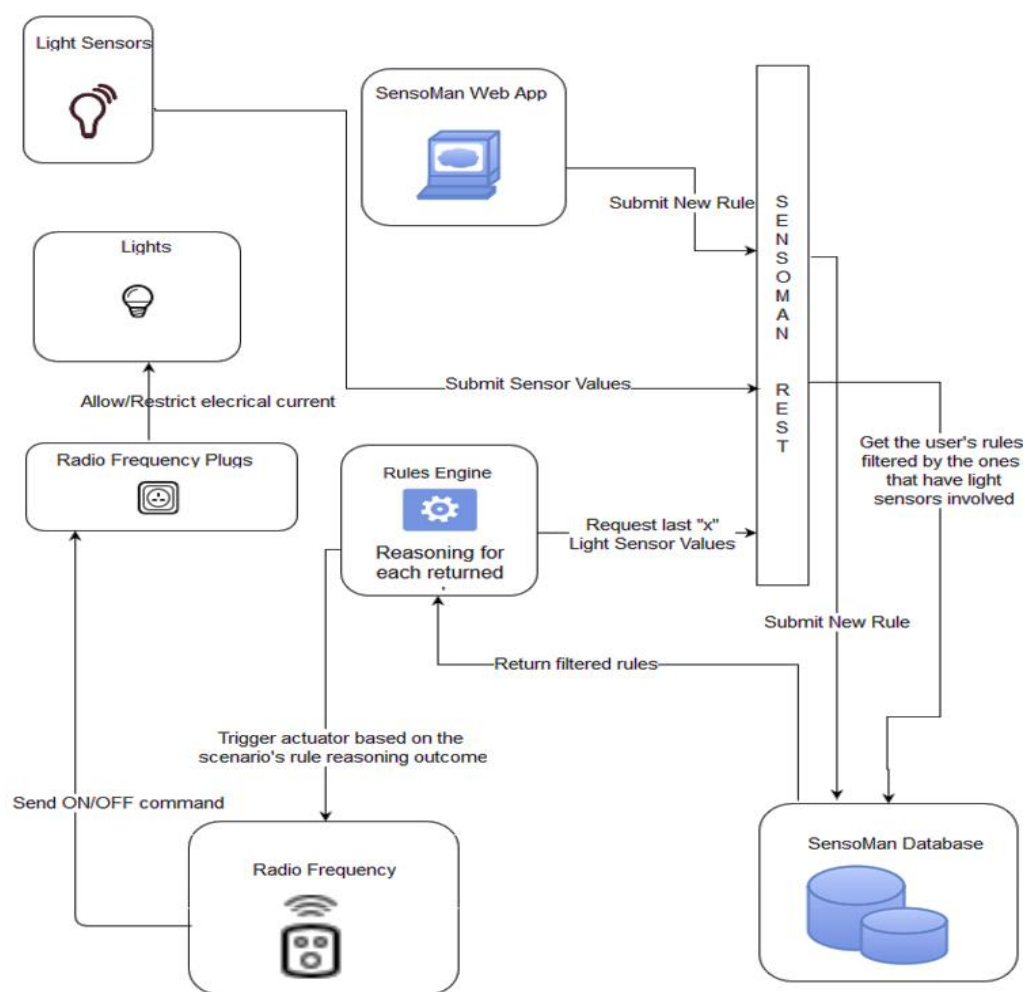 Light Sensors
SensoMan Web App
Submit New Rule
SENSOMAN REST
Lights
Submit Sensor Values
Allow/Restrict elecrical current
Radio Frequency Plugs
Rules Engine
Reasoning for
each returned
Request last "x"
Light Sensor Values
Get the user's rules
filtered by the ones
that have light
sensors involved
Submit New Rule
Return filtered rules
Trigger actuator based on the
scenario's rule reasoning outcome
Send ON/OFF command
Radio Frequency
SensoMan Database